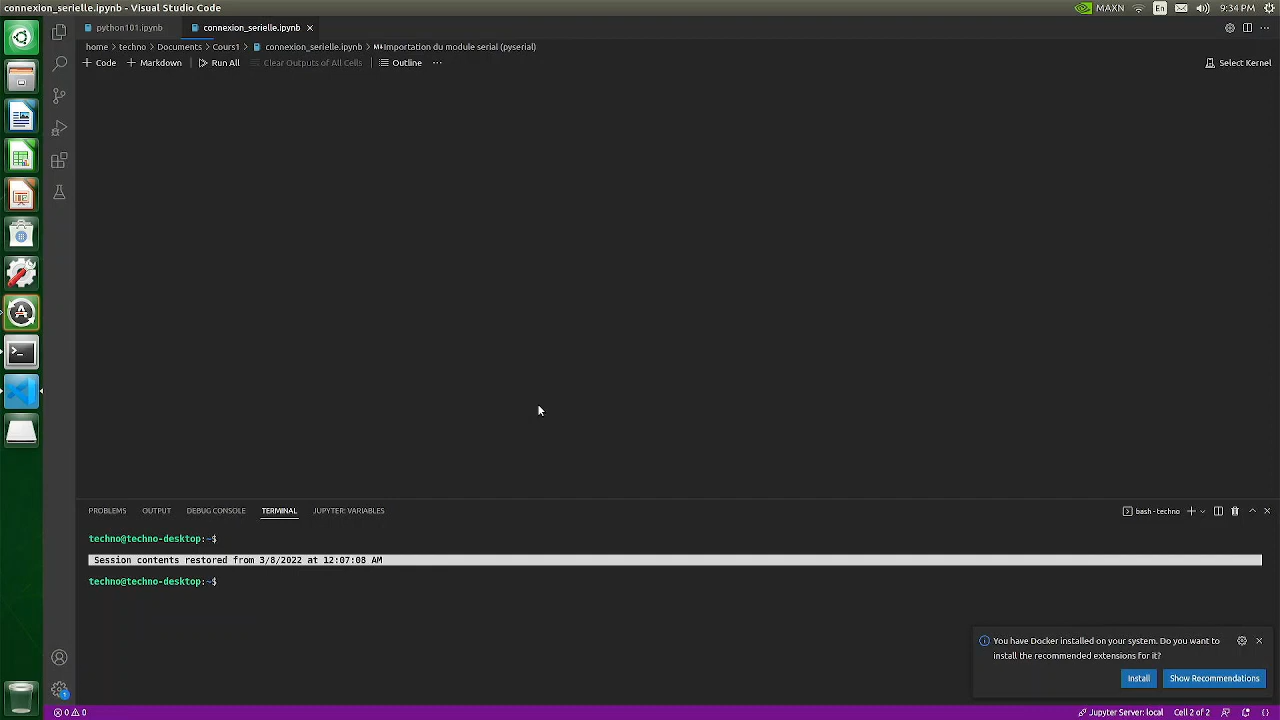 connexion_serielle.ipynb - Visual Studio Code
MAXN
En
9:34 PM
python101.ipynb
connexion_serielle.ipynb
home > techno > Documents > Cours1 > connexion_serielle.ipynb > M↓Importation du module serial (pyserial)
Code
Markdown
Run All
Clear Outputs of All Cells
Outline
Select Kernel
PROBLEMS
OUTPUT
DEBUG CONSOLE
TERMINAL
JUPYTER: VARIABLES
bash - techno
techno@techno-desktop:~$
Session contents restored from 3/8/2022 at 12:07:08 AM
techno@techno-desktop:~$
You have Docker installed on your system. Do you want to
install the recommended extensions for it?
Install
Show Recommendations
1
0
0
Jupyter Server: local
Cell 2 of 2